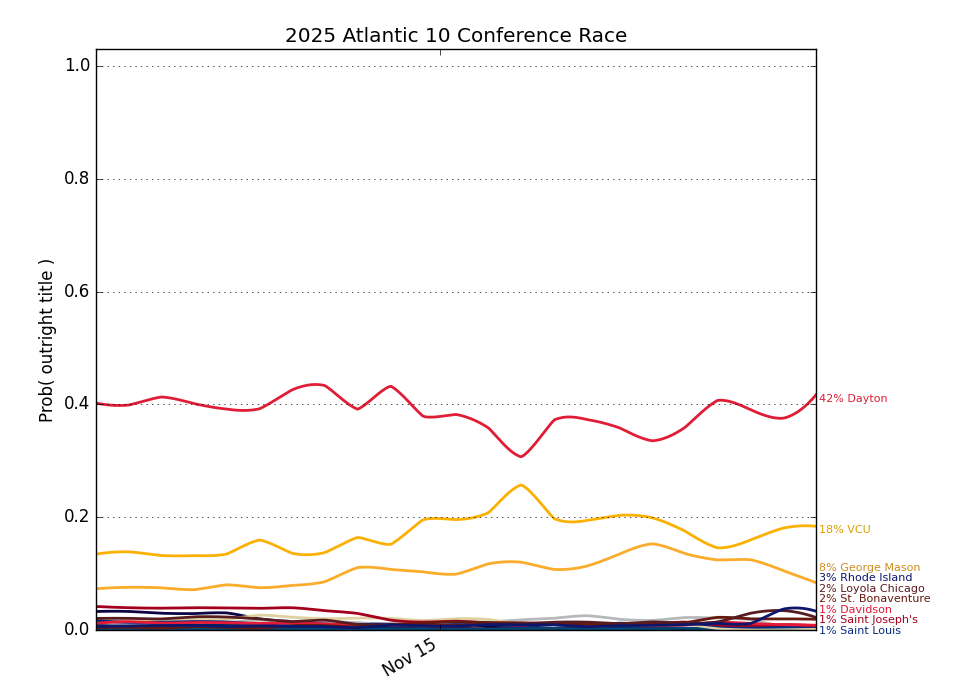 2025 Atlantic 10 Conference Race
1.0
0.8
0.6
0.4
0.2
0.0
Prob( outright title )
Nov 15
42% Dayton
18% VCU
8% George Mason
3% Rhode Island
2% Loyola Chicago
2% St. Bonaventure
1% Davidson
1% Saint Joseph's
1% Saint Louis